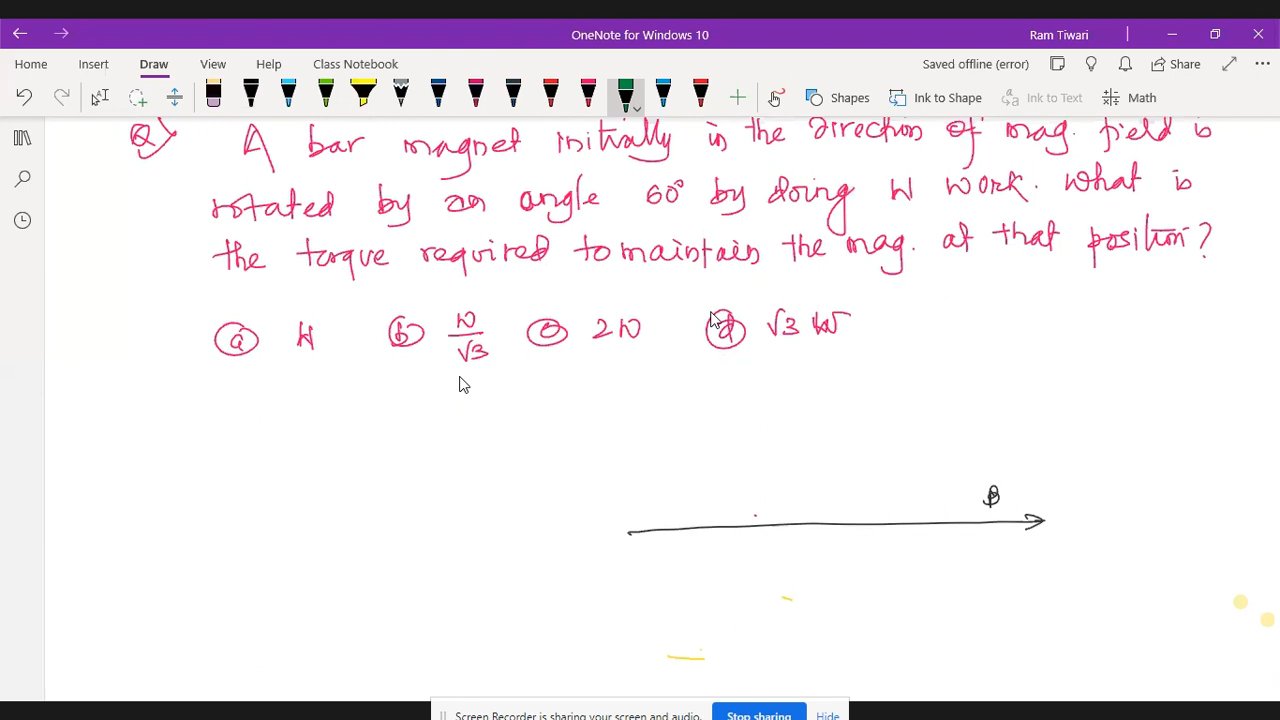 OneNote for Windows 10
Ram Tiwari
Home Insert Draw View Help Class Notebook
Saved offline (error)
Share
Shapes
Ink to Shape
Ink to Text
Math
Q) A bar magnet initially in the direction of mag. field is
rotated by an angle 60° by doing W work. What is
the torque required to maintain the mag. at that position?
(a) W (b) W/√3 (c) 2W (d) √3 W
B
Screen Recorder is sharing your screen and audio.
Stop sharing
Hide